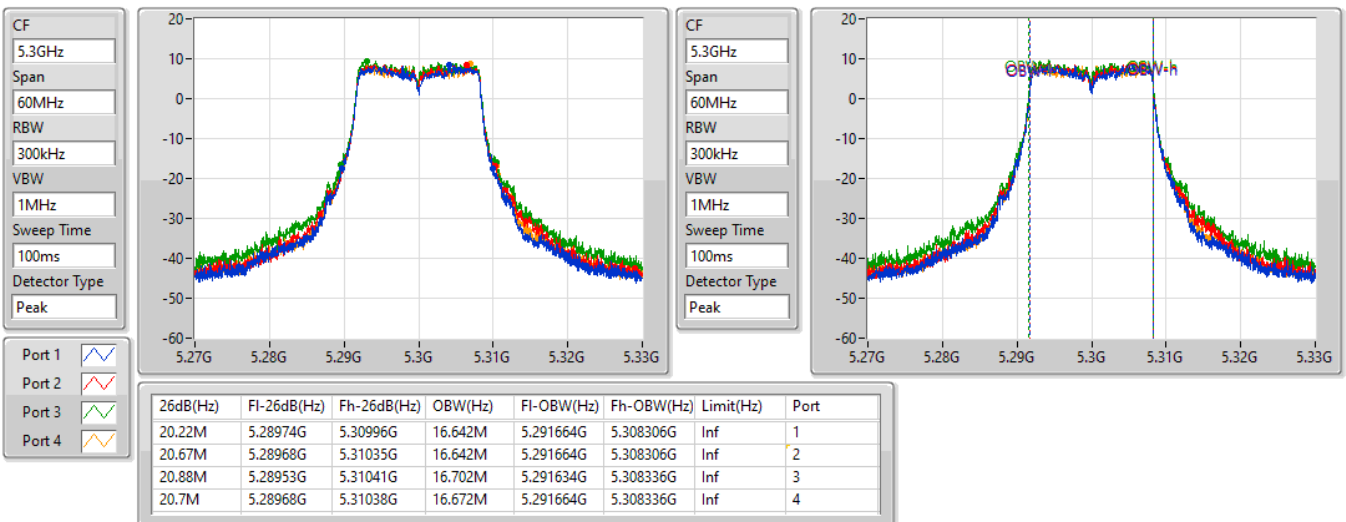 CF
5.3GHz
Span
60MHz
RBW
300kHz
VBW
1MHz
Sweep Time
100ms
Detector Type
Peak
20
10
0
-10
-20
-30
-40
-50
-60
5.27G 5.28G 5.29G 5.3G 5.31G 5.32G 5.33G
CF
5.3GHz
Span
60MHz
RBW
300kHz
VBW
1MHz
Sweep Time
100ms
Detector Type
Peak
20
10
0
-10
-20
-30
-40
-50
-60
OBW-h
5.27G 5.28G 5.29G 5.3G 5.31G 5.32G 5.33G
Port 1
Port 2
Port 3
Port 4
26dB(Hz) Fl-26dB(Hz) Fh-26dB(Hz) OBW(Hz) Fl-OBW(Hz) Fh-OBW(Hz) Limit(Hz) Port
20.22M 5.28974G 5.30996G 16.642M 5.291664G 5.308306G Inf 1
20.67M 5.28968G 5.31035G 16.642M 5.291664G 5.308306G Inf 2
20.88M 5.28953G 5.31041G 16.702M 5.291634G 5.308336G Inf 3
20.7M 5.28968G 5.31038G 16.672M 5.291664G 5.308336G Inf 4